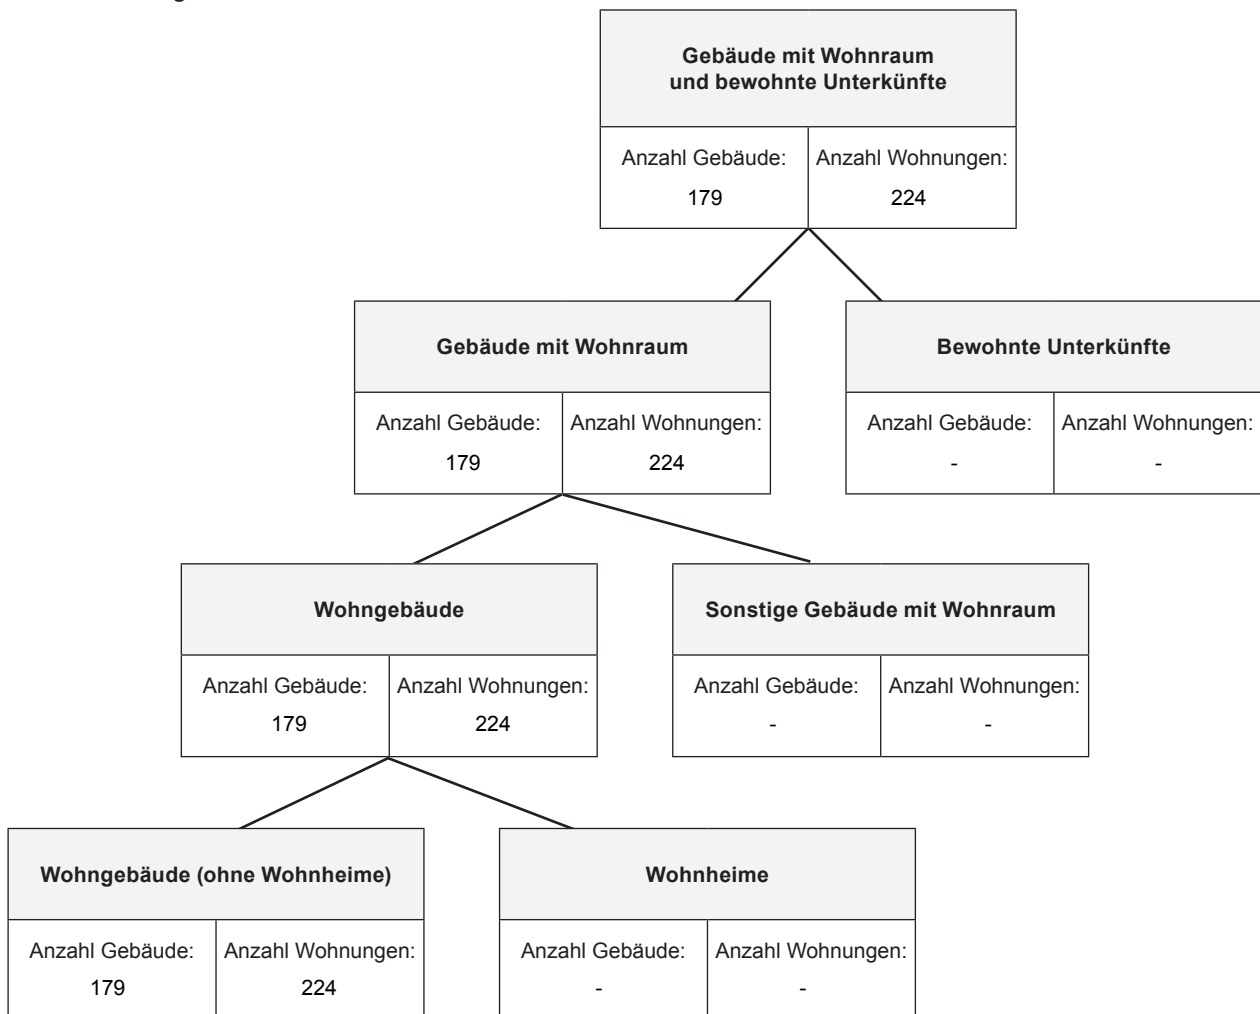 Gebäude mit Wohnraum
und bewohnte Unterkünfte
Anzahl Gebäude: Anzahl Wohnungen:
179 224
Gebäude mit Wohnraum
Bewohnte Unterkünfte
Anzahl Gebäude: Anzahl Wohnungen:
179 224
Anzahl Gebäude: Anzahl Wohnungen:
- -
Wohngebäude
Sonstige Gebäude mit Wohnraum
Anzahl Gebäude: Anzahl Wohnungen:
179 224
Anzahl Gebäude: Anzahl Wohnungen:
- -
Wohngebäude (ohne Wohnheime)
Wohnheime
Anzahl Gebäude: Anzahl Wohnungen:
179 224
Anzahl Gebäude: Anzahl Wohnungen:
- -